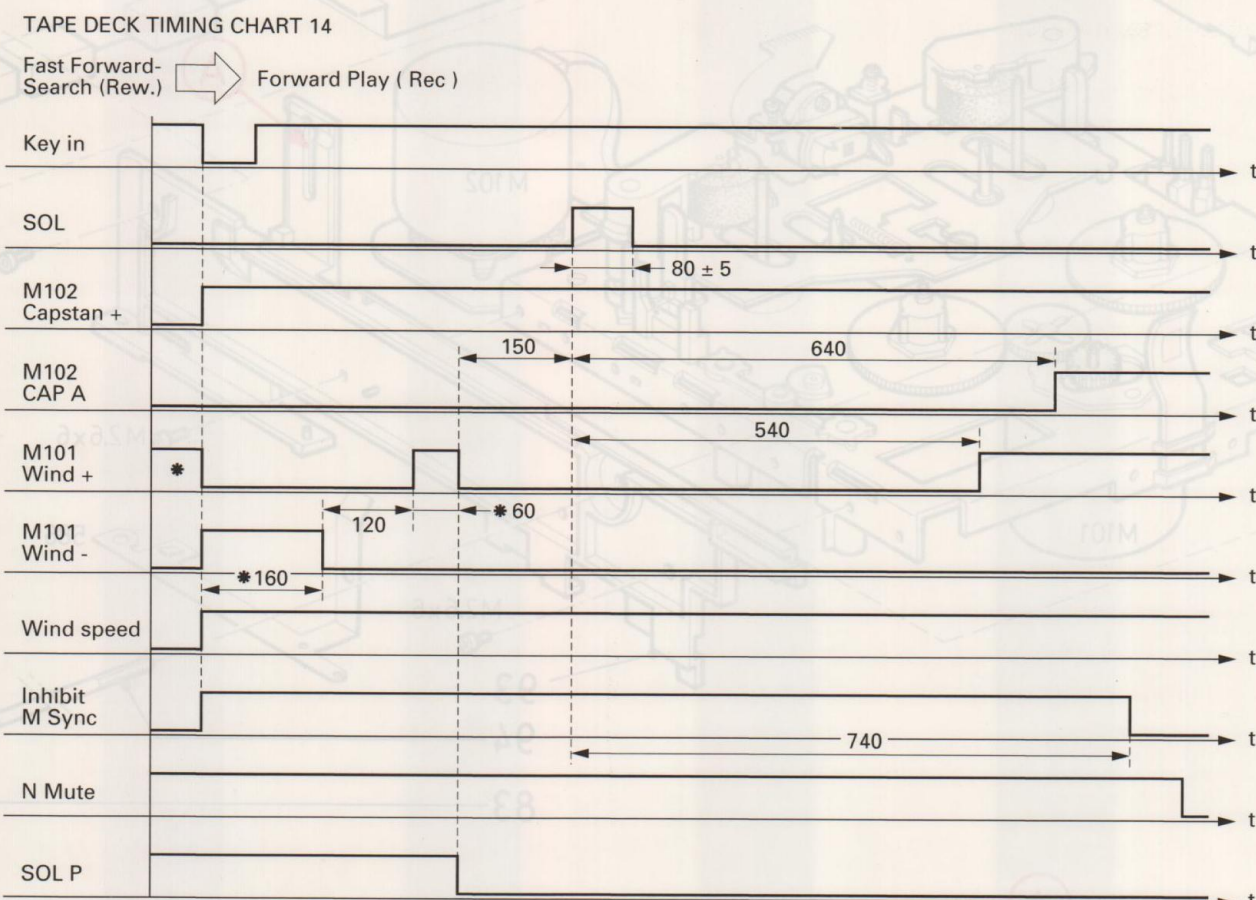 TAPE DECK TIMING CHART 14
Fast Forward-
Search (Rew.)
Forward Play ( Rec )
Key in
t
SOL
t
80 ± 5
M102
Capstan +
t
150
640
M102
CAP A
t
540
M101
Wind +
*
t
120
* 60
M101
Wind -
* 160
t
Wind speed
t
Inhibit
M Sync
740
t
N Mute
t
SOL P
t